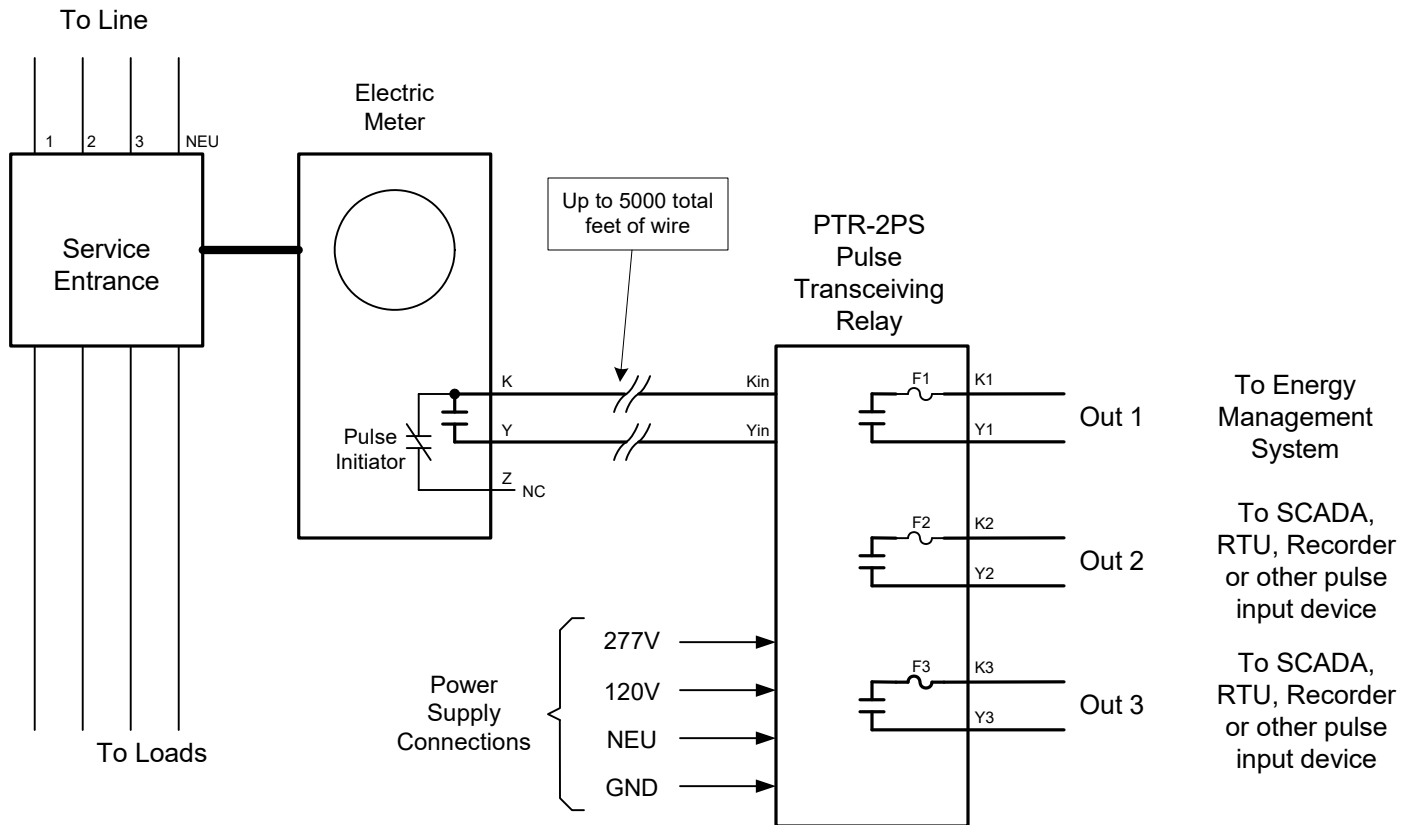 To Line
1
2
3
NEU
Service
Entrance
To Loads
Electric
Meter
Pulse
Initiator
K
Y
Z
NC
Up to 5000 total
feet of wire
PTR-2PS
Pulse
Transceiving
Relay
Kin
Yin
F1
K1
Y1
Out 1
To Energy
Management
System
F2
K2
Y2
Out 2
To SCADA,
RTU, Recorder
or other pulse
input device
F3
K3
Y3
Out 3
To SCADA,
RTU, Recorder
or other pulse
input device
Power
Supply
Connections
277V
120V
NEU
GND